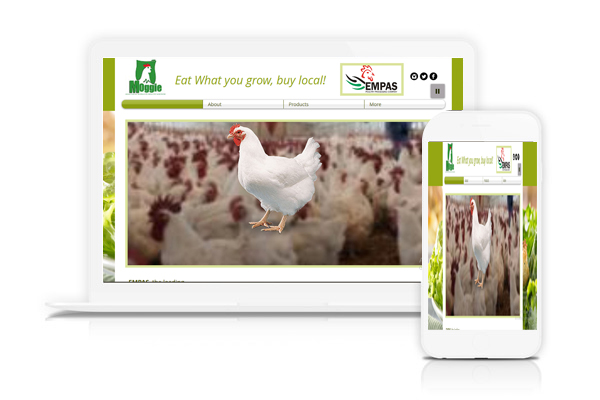 Moggie
Eat What you grow, buy local!
EMPAS
About
Products
More
EMPAS, the leading
Eat What you grow, buy local!
EMPAS